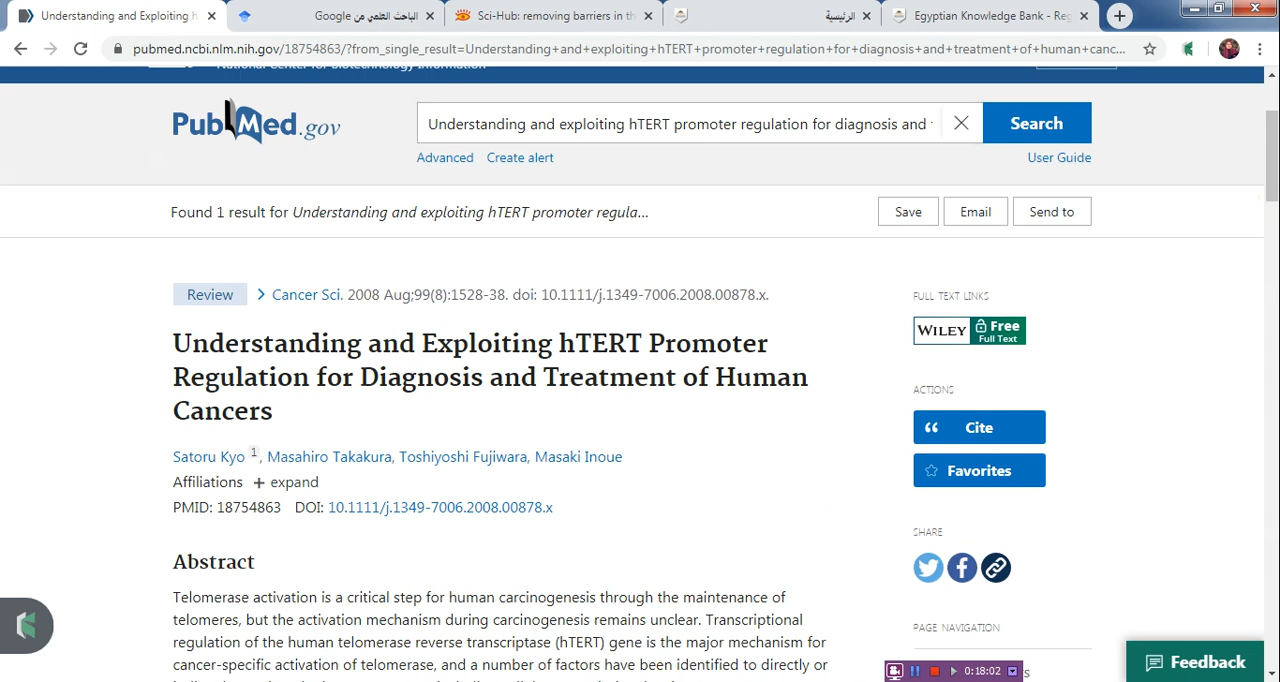 Understanding and Exploiting h
الباحث العلمي من Google
Sci-Hub: removing barriers in th
الرئيسية
Egyptian Knowledge Bank - Reg
pubmed.ncbi.nlm.nih.gov/18754863/?from_single_result=Understanding+and+exploiting+hTERT+promoter+regulation+for+diagnosis+and+treatment+of+human+canc...
National Center for Biotechnology Information
PubMed.gov
Understanding and exploiting hTERT promoter regulation for diagnosis and
Search
Advanced Create alert
User Guide
Found 1 result for Understanding and exploiting hTERT promoter regula...
Save Email Send to
Review Cancer Sci. 2008 Aug;99(8):1528-38. doi: 10.1111/j.1349-7006.2008.00878.x.
Understanding and Exploiting hTERT Promoter
Regulation for Diagnosis and Treatment of Human
Cancers
Satoru Kyo 1, Masahiro Takakura, Toshiyoshi Fujiwara, Masaki Inoue
Affiliations + expand
PMID: 18754863 DOI: 10.1111/j.1349-7006.2008.00878.x
Abstract
Telomerase activation is a critical step for human carcinogenesis through the maintenance of
telomeres, but the activation mechanism during carcinogenesis remains unclear. Transcriptional
regulation of the human telomerase reverse transcriptase (hTERT) gene is the major mechanism for
cancer-specific activation of telomerase, and a number of factors have been identified to directly or
FULL TEXT LINKS
WILEY Free
Full Text
ACTIONS
Cite
Favorites
SHARE
PAGE NAVIGATION
0:18:02
Feedback